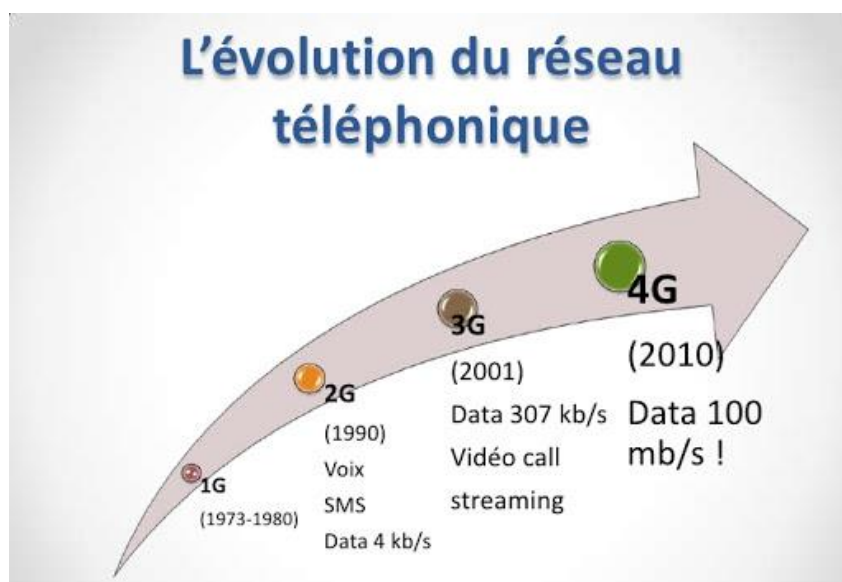 L'évolution du réseau
téléphonique
1G
(1973-1980)
2G
(1990)
Voix
SMS
Data 4 kb/s
3G
(2001)
Data 307 kb/s
Vidéo call
streaming
4G
(2010)
Data 100
mb/s !